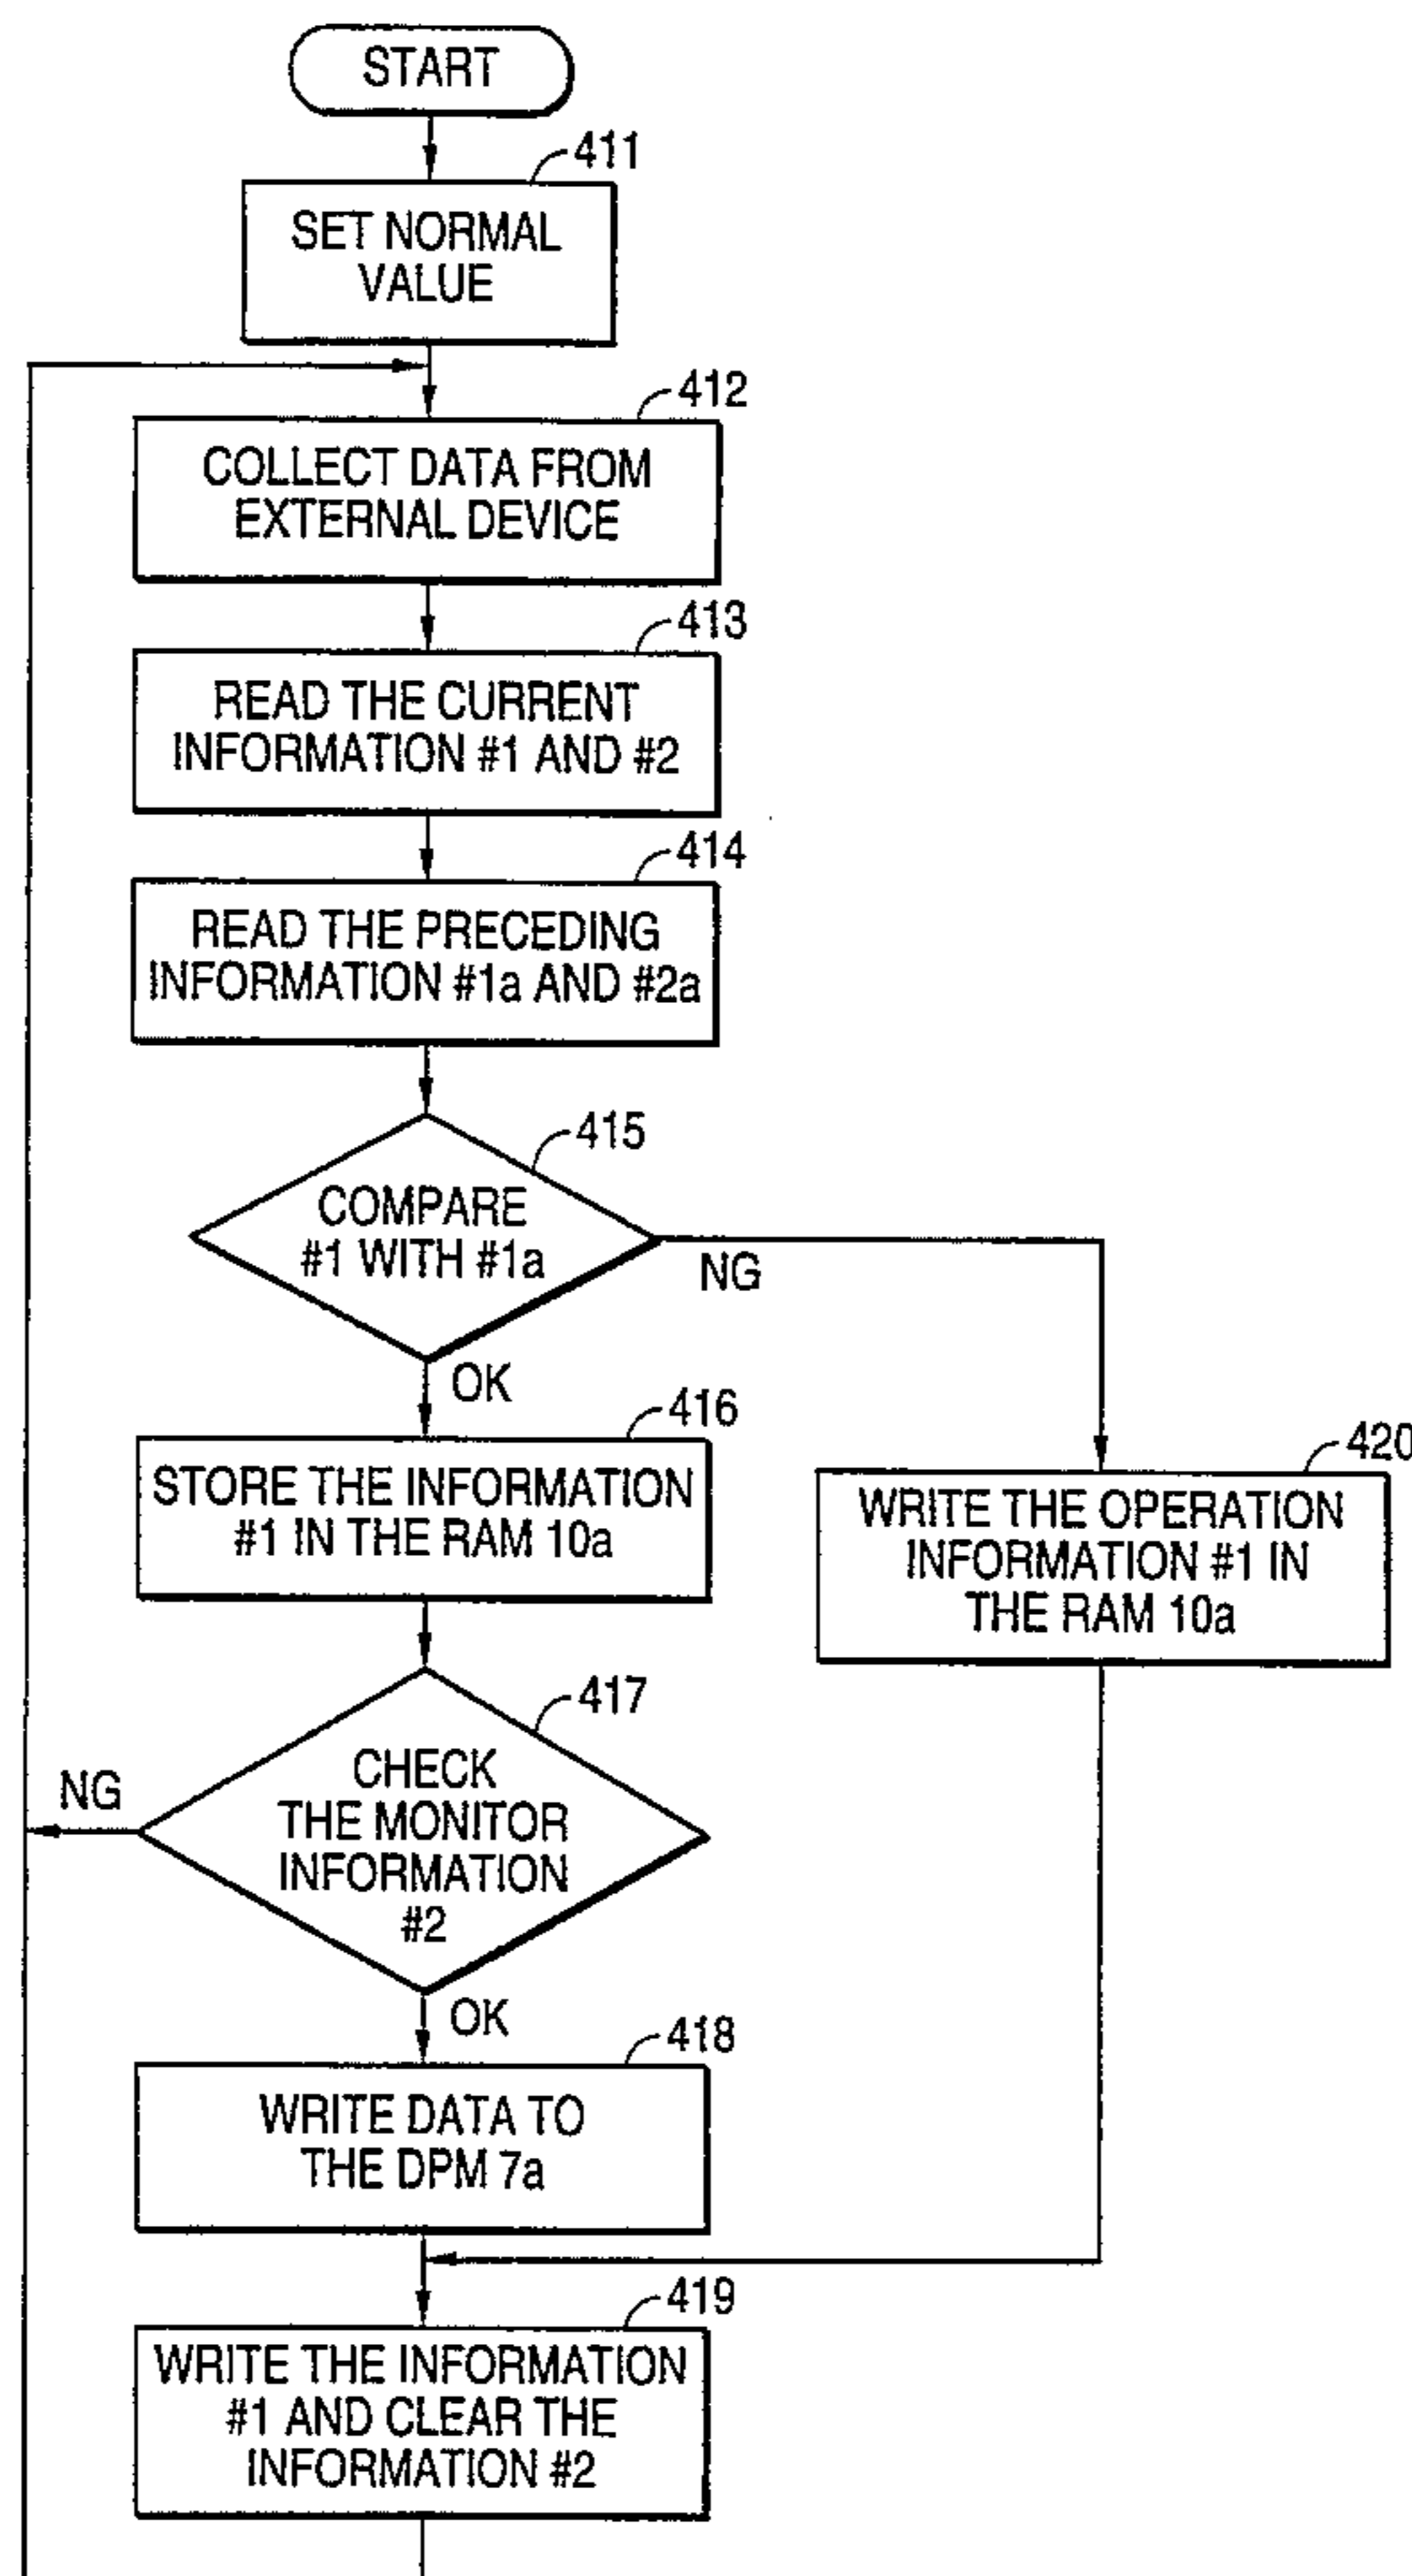 START
411
SET NORMAL
VALUE
412
COLLECT DATA FROM
EXTERNAL DEVICE
413
READ THE CURRENT
INFORMATION #1 AND #2
414
READ THE PRECEDING
INFORMATION #1a AND #2a
415
COMPARE
#1 WITH #1a
NG
OK
416
STORE THE INFORMATION
#1 IN THE RAM 10a
420
WRITE THE OPERATION
INFORMATION #1 IN
THE RAM 10a
417
CHECK
THE MONITOR
INFORMATION
#2
NG
OK
418
WRITE DATA TO
THE DPM 7a
419
WRITE THE INFORMATION
#1 AND CLEAR THE
INFORMATION #2